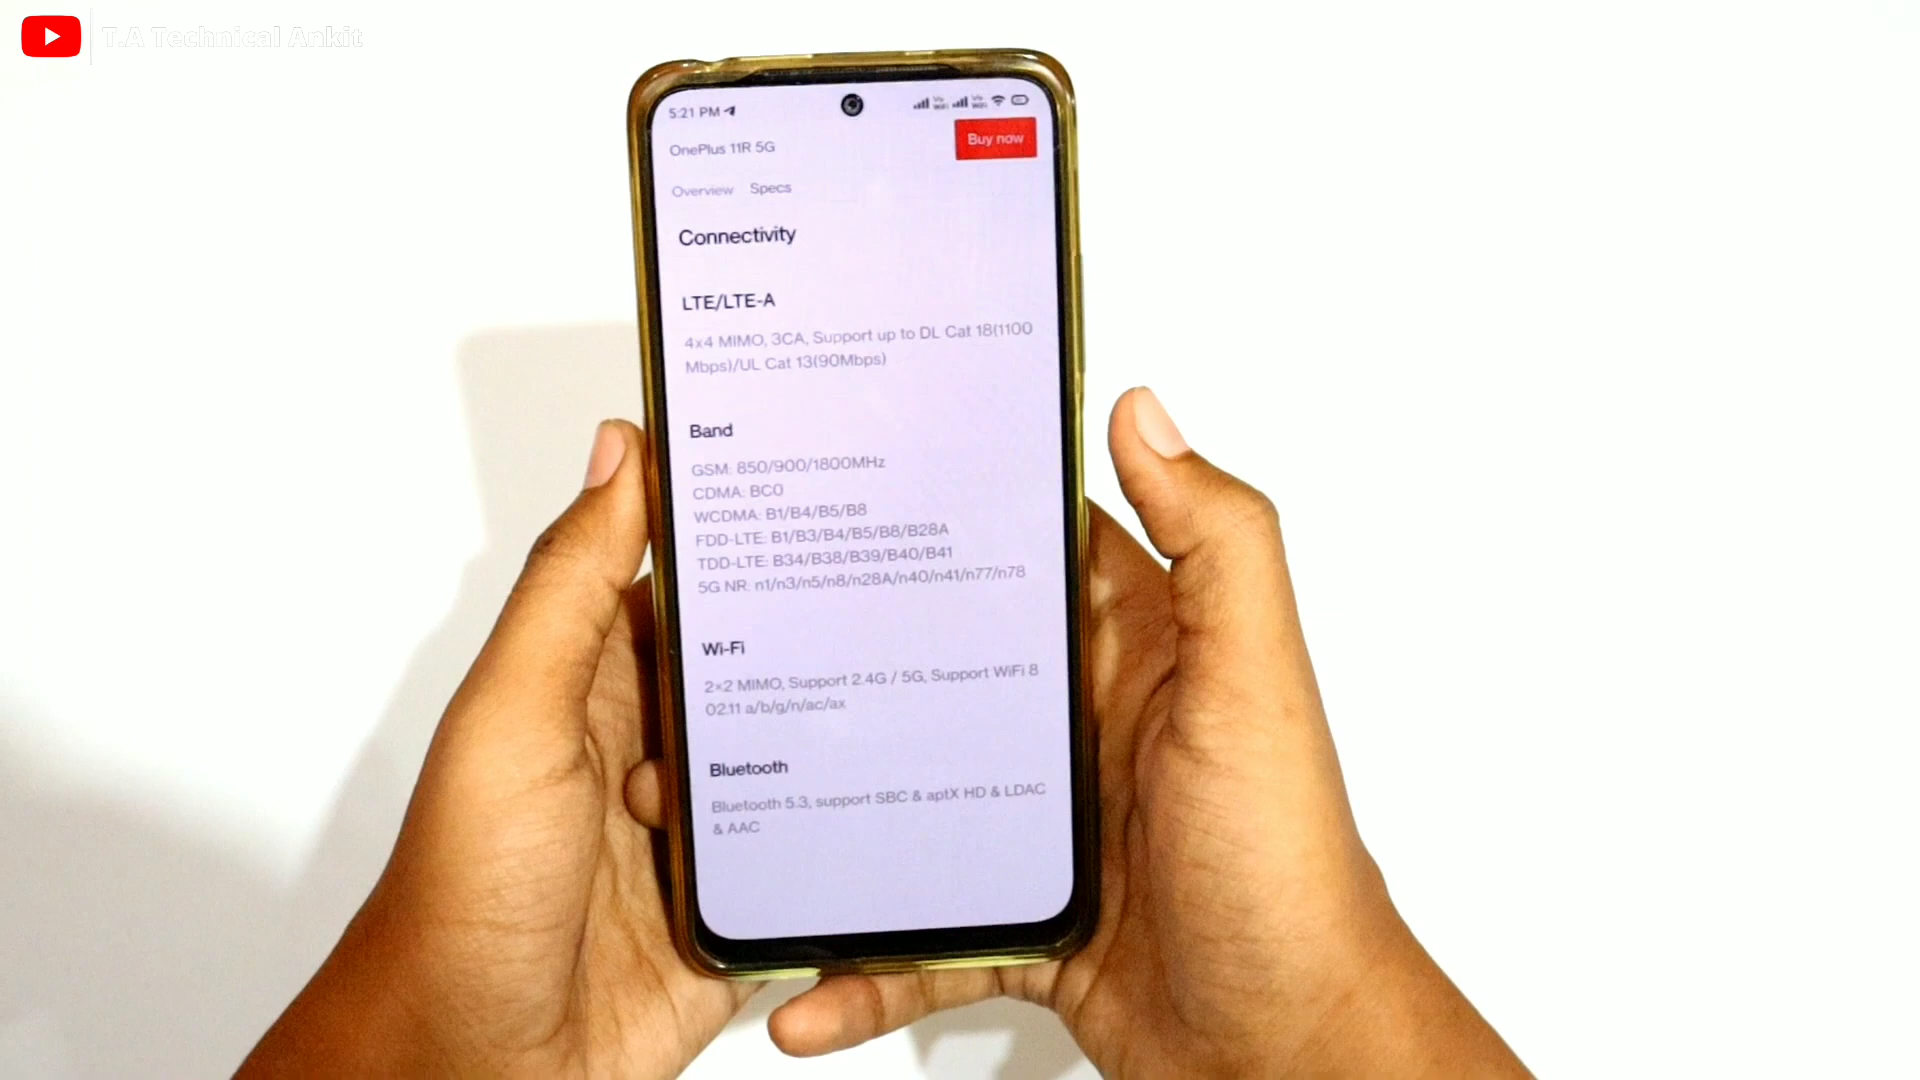 T.A Technical Ankit
5:21 PM
OnePlus 11R 5G
Buy now
Overview Specs
Connectivity
LTE/LTE-A
4x4 MIMO, 3CA, Support up to DL Cat 18(1100
Mbps)/UL Cat 13(90Mbps)
Band
GSM: 850/900/1800MHz
CDMA: BC0
WCDMA: B1/B4/B5/B8
FDD-LTE: B1/B3/B4/B5/B8/B28A
TDD-LTE: B34/B38/B39/B40/B41
5G NR: n1/n3/n5/n8/n28A/n40/n41/n77/n78
Wi-Fi
2×2 MIMO, Support 2.4G / 5G, Support WiFi 8
02.11 a/b/g/n/ac/ax
Bluetooth
Bluetooth 5.3, support SBC & aptX HD & LDAC
& AAC